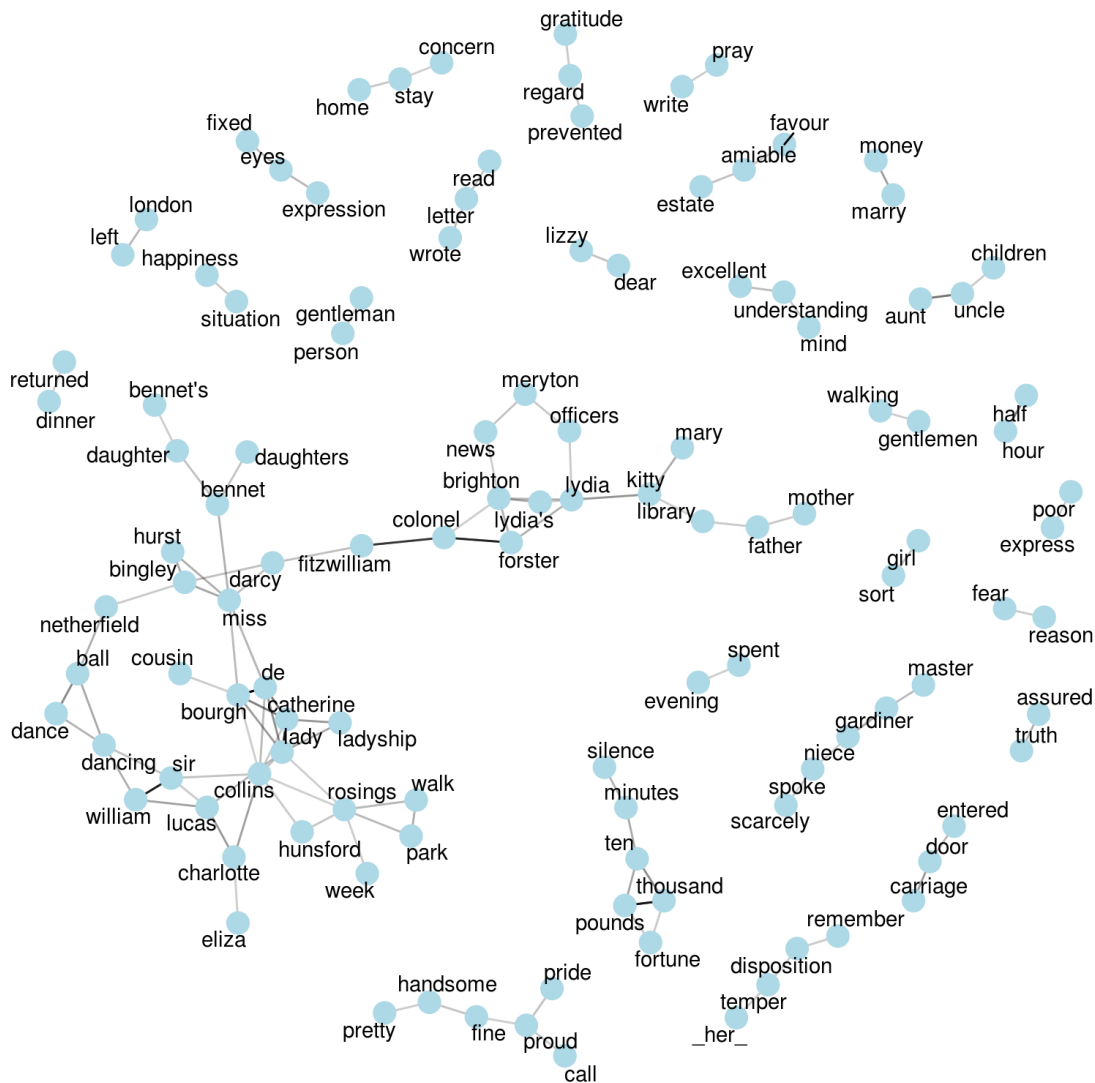 gratitude
concern
pray
home
stay
regard
write
prevented
fixed
favour
eyes
amiable
money
read
expression
estate
marry
london
letter
left
wrote
lizzy
happiness
children
excellent
dear
situation
gentleman
understanding
aunt
uncle
person
mind
returned
meryton
bennet's
dinner
officers
walking
half
daughter
daughters
news
mary
gentlemen
hour
bennet
brighton
lydia
kitty
mother
library
poor
colonel
lydia's
father
express
hurst
forster
girl
bingley
darcy
fitzwilliam
sort
fear
miss
netherfield
reason
ball
cousin
de
spent
master
bourgh
catherine
evening
assured
dance
lady
ladyship
gardiner
truth
dancing
sir
silence
niece
collins
rosings
walk
minutes
spoke
william
lucas
scarcely
entered
hunsford
park
ten
door
charlotte
week
thousand
carriage
pounds
remember
eliza
fortune
pride
handsome
disposition
pretty
fine
proud
temper
_her_
call